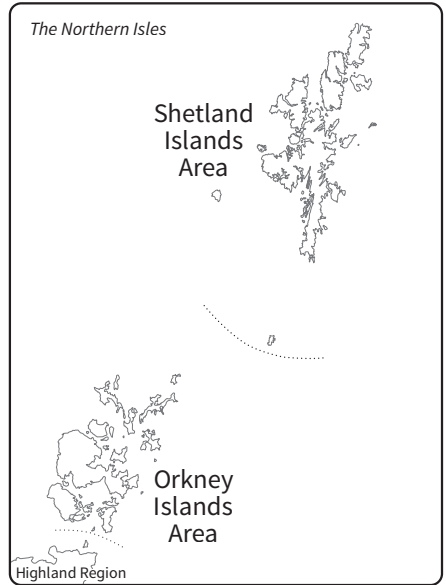 The Northern Isles
Shetland
Islands
Area
Orkney
Islands
Area
Highland Region